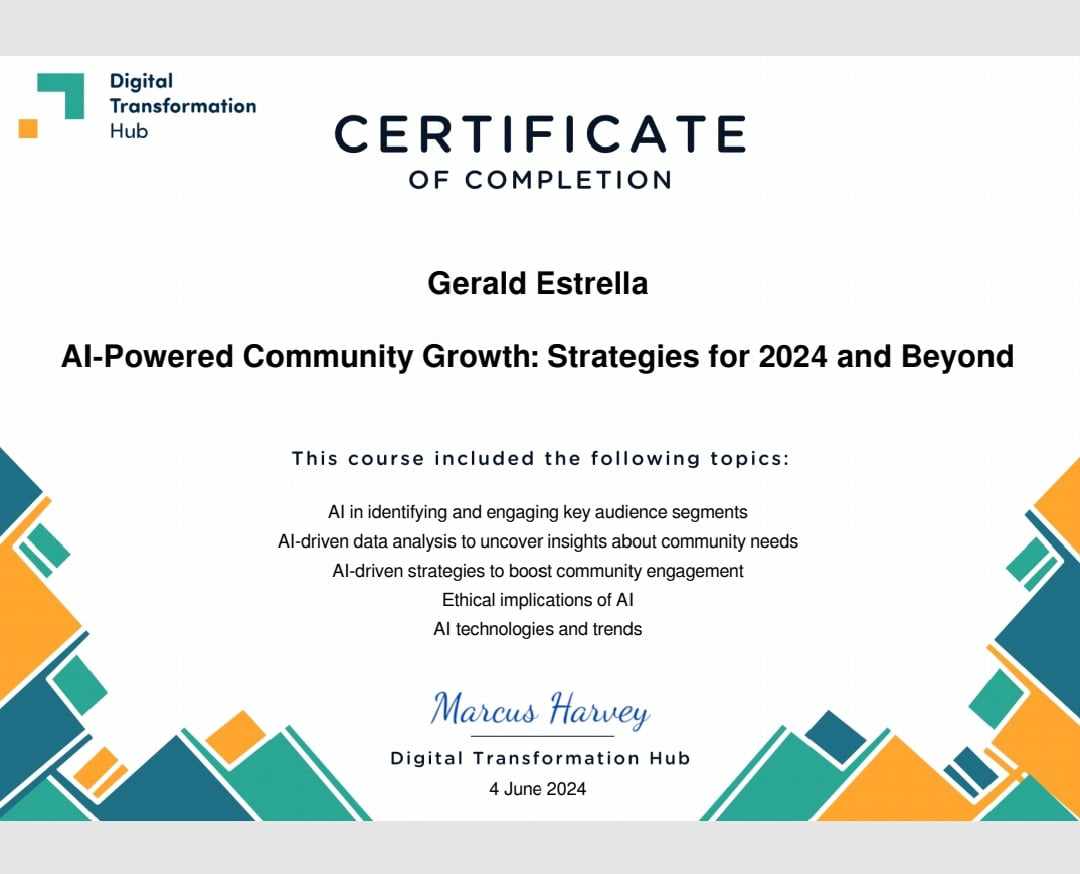 Digital
Transformation
Hub
CERTIFICATE
OF COMPLETION
Gerald Estrella
AI-Powered Community Growth: Strategies for 2024 and Beyond
This course included the following topics:
AI in identifying and engaging key audience segments
AI-driven data analysis to uncover insights about community needs
AI-driven strategies to boost community engagement
Ethical implications of AI
AI technologies and trends
Marcus Harvey
Digital Transformation Hub
4 June 2024